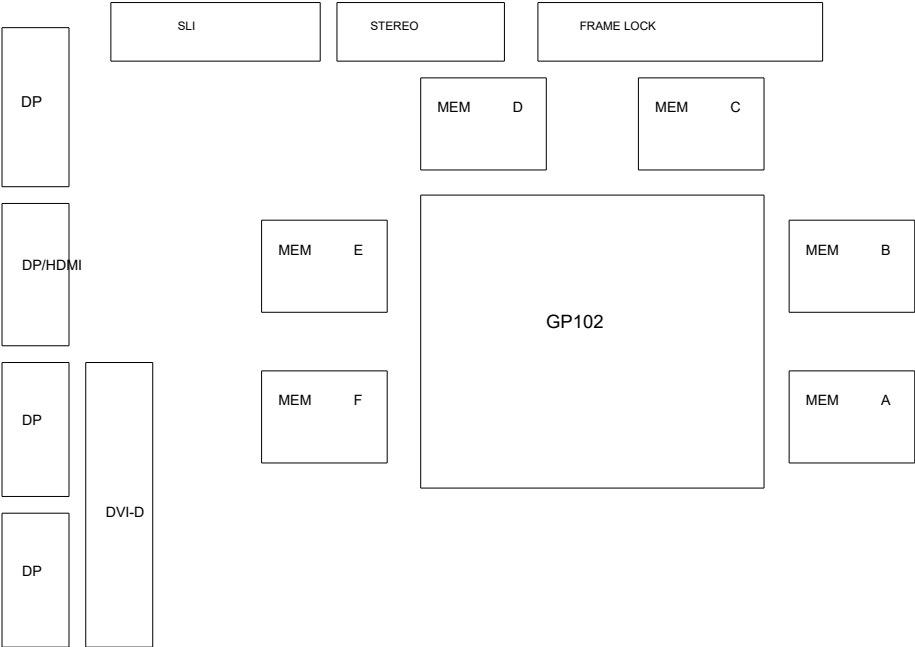 SLI
STEREO
FRAME LOCK
DP
MEM D
MEM C
DP/HDMI
MEM E
MEM B
GP102
MEM F
MEM A
DP
DVI-D
DP